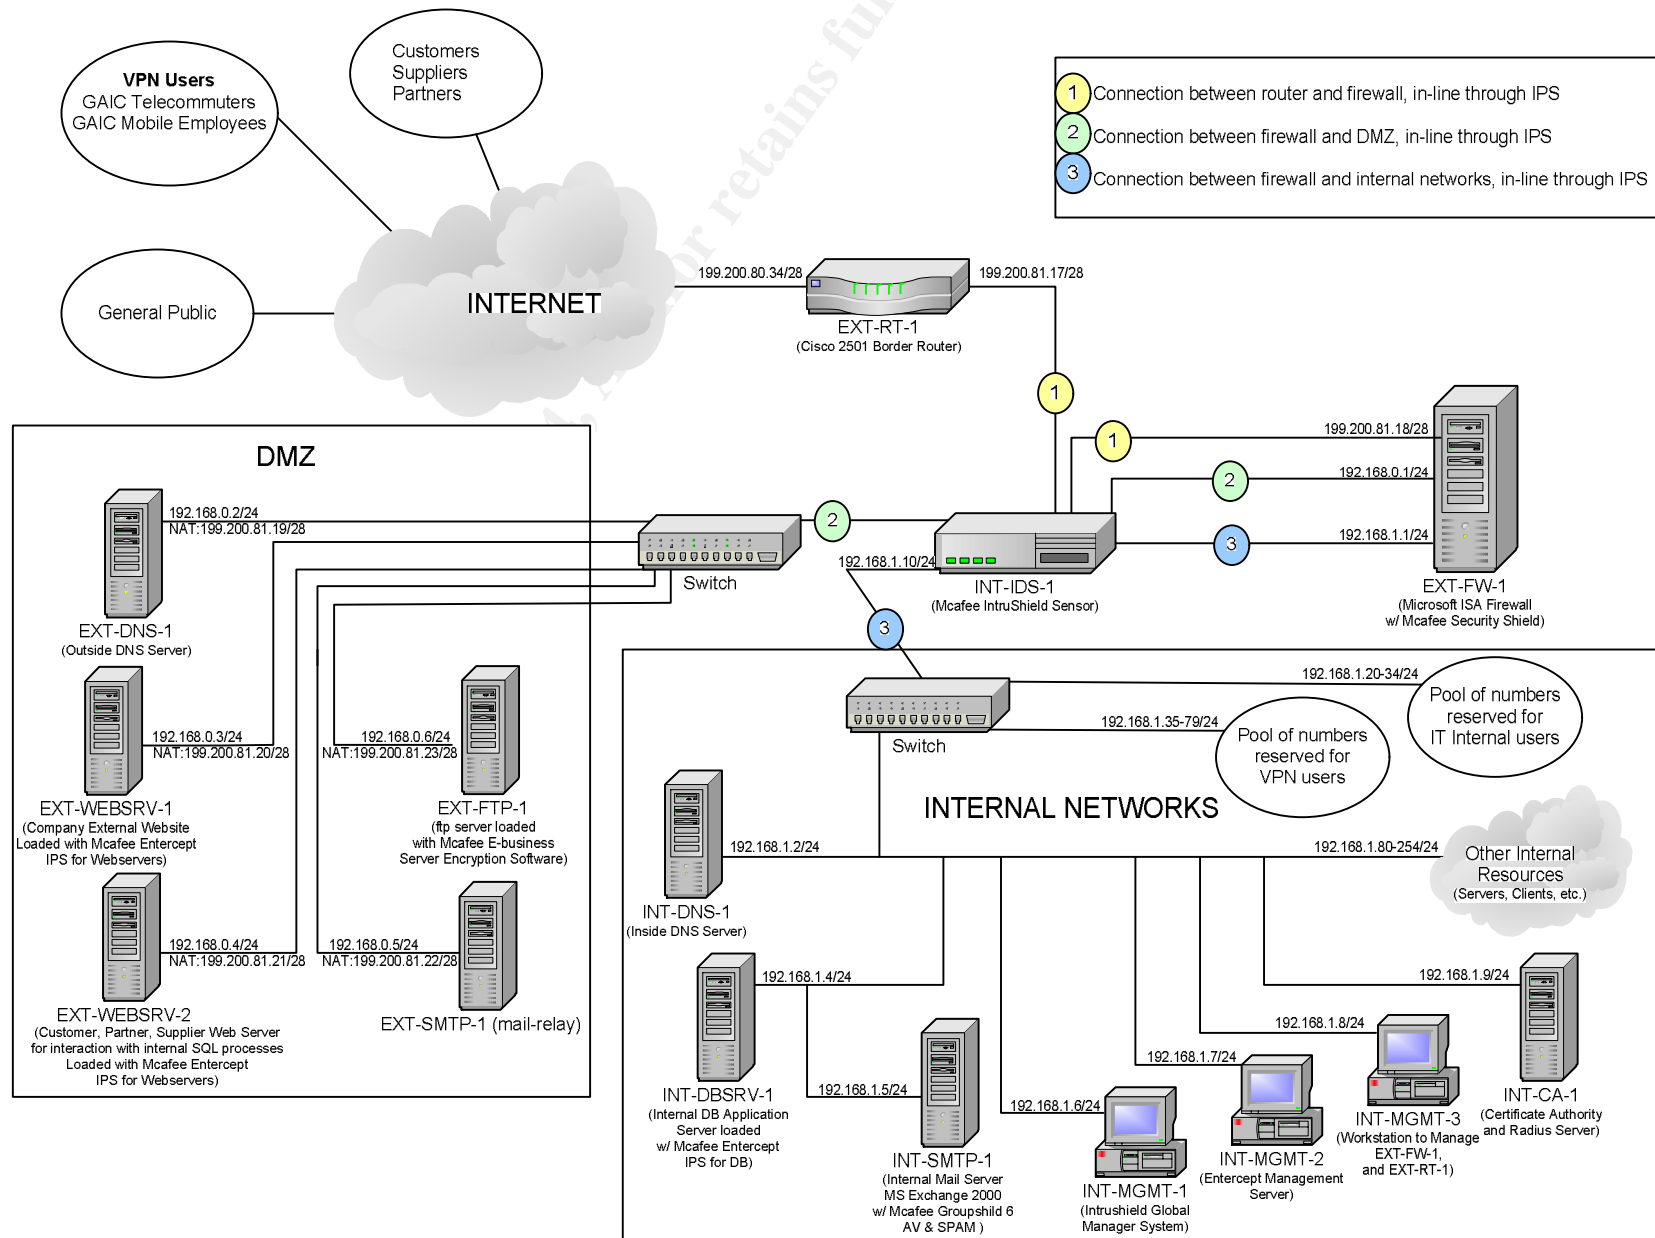 VPN Users
GAIC Telecommuters
GAIC Mobile Employees
Customers
Suppliers
Partners
General Public
INTERNET
1 Connection between router and firewall, in-line through IPS
2 Connection between firewall and DMZ, in-line through IPS
3 Connection between firewall and internal networks, in-line through IPS
or retains ful
199.200.80.34/28
199.200.81.17/28
EXT-RT-1
(Cisco 2501 Border Router)
1
1
199.200.81.18/28
2
192.168.0.1/24
3
192.168.1.1/24
EXT-FW-1
(Microsoft ISA Firewall
w/ Mcafee Security Shield)
2
192.168.1.10/24
INT-IDS-1
(Mcafee IntruShield Sensor)
3
Switch
DMZ
192.168.0.2/24
NAT:199.200.81.19/28
EXT-DNS-1
(Outside DNS Server)
192.168.0.3/24
NAT:199.200.81.20/28
EXT-WEBSRV-1
(Company External Website
Loaded with Mcafee Entercept
IPS for Webservers)
192.168.0.6/24
NAT:199.200.81.23/28
EXT-FTP-1
(ftp server loaded
with Mcafee E-business
Server Encryption Software)
192.168.0.4/24
NAT:199.200.81.21/28
EXT-WEBSRV-2
(Customer, Partner, Supplier Web Server
for interaction with internal SQL processes
Loaded with Mcafee Entercept
IPS for Webservers)
192.168.0.5/24
NAT:199.200.81.22/28
EXT-SMTP-1 (mail-relay)
Switch
192.168.1.20-34/24
Pool of numbers
reserved for
IT Internal users
192.168.1.35-79/24
Pool of numbers
reserved for
VPN users
INTERNAL NETWORKS
192.168.1.2/24
INT-DNS-1
(Inside DNS Server)
192.168.1.80-254/24
Other Internal
Resources
(Servers, Clients, etc.)
192.168.1.4/24
INT-DBSRV-1
(Internal DB Application
Server loaded
w/ Mcafee Entercept
IPS for DB)
192.168.1.5/24
INT-SMTP-1
(Internal Mail Server
MS Exchange 2000
w/ Mcafee Groupshild 6
AV & SPAM )
192.168.1.6/24
INT-MGMT-1
(Intrushield Global
Manager System)
192.168.1.7/24
INT-MGMT-2
(Entercept Management
Server)
192.168.1.8/24
INT-MGMT-3
(Workstation to Manage
EXT-FW-1,
and EXT-RT-1)
192.168.1.9/24
INT-CA-1
(Certificate Authority
and Radius Server)